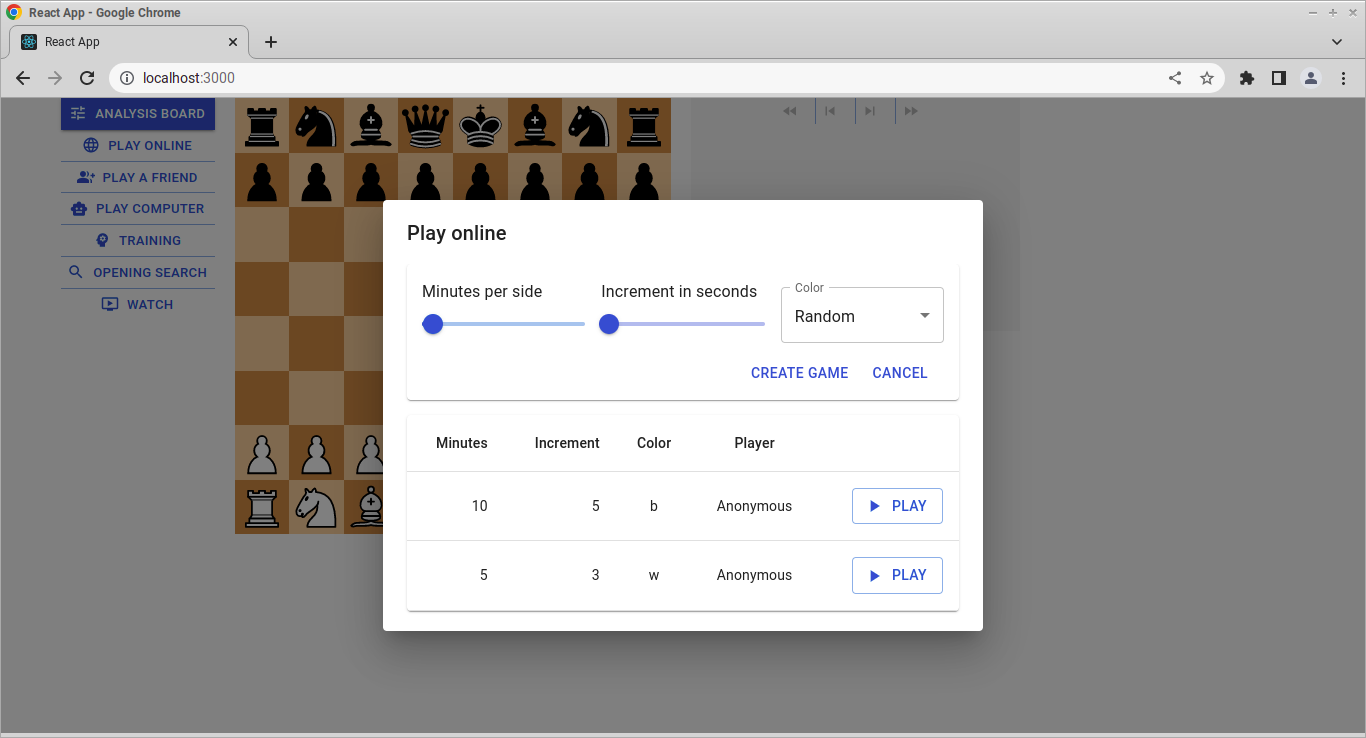 React App - Google Chrome
React App
localhost:3000
ANALYSIS BOARD
PLAY ONLINE
PLAY A FRIEND
PLAY COMPUTER
TRAINING
OPENING SEARCH
WATCH
Play online
Minutes per side
Increment in seconds
Color
Random
CREATE GAME CANCEL
Minutes Increment Color Player
10 5 b Anonymous PLAY
5 3 w Anonymous PLAY